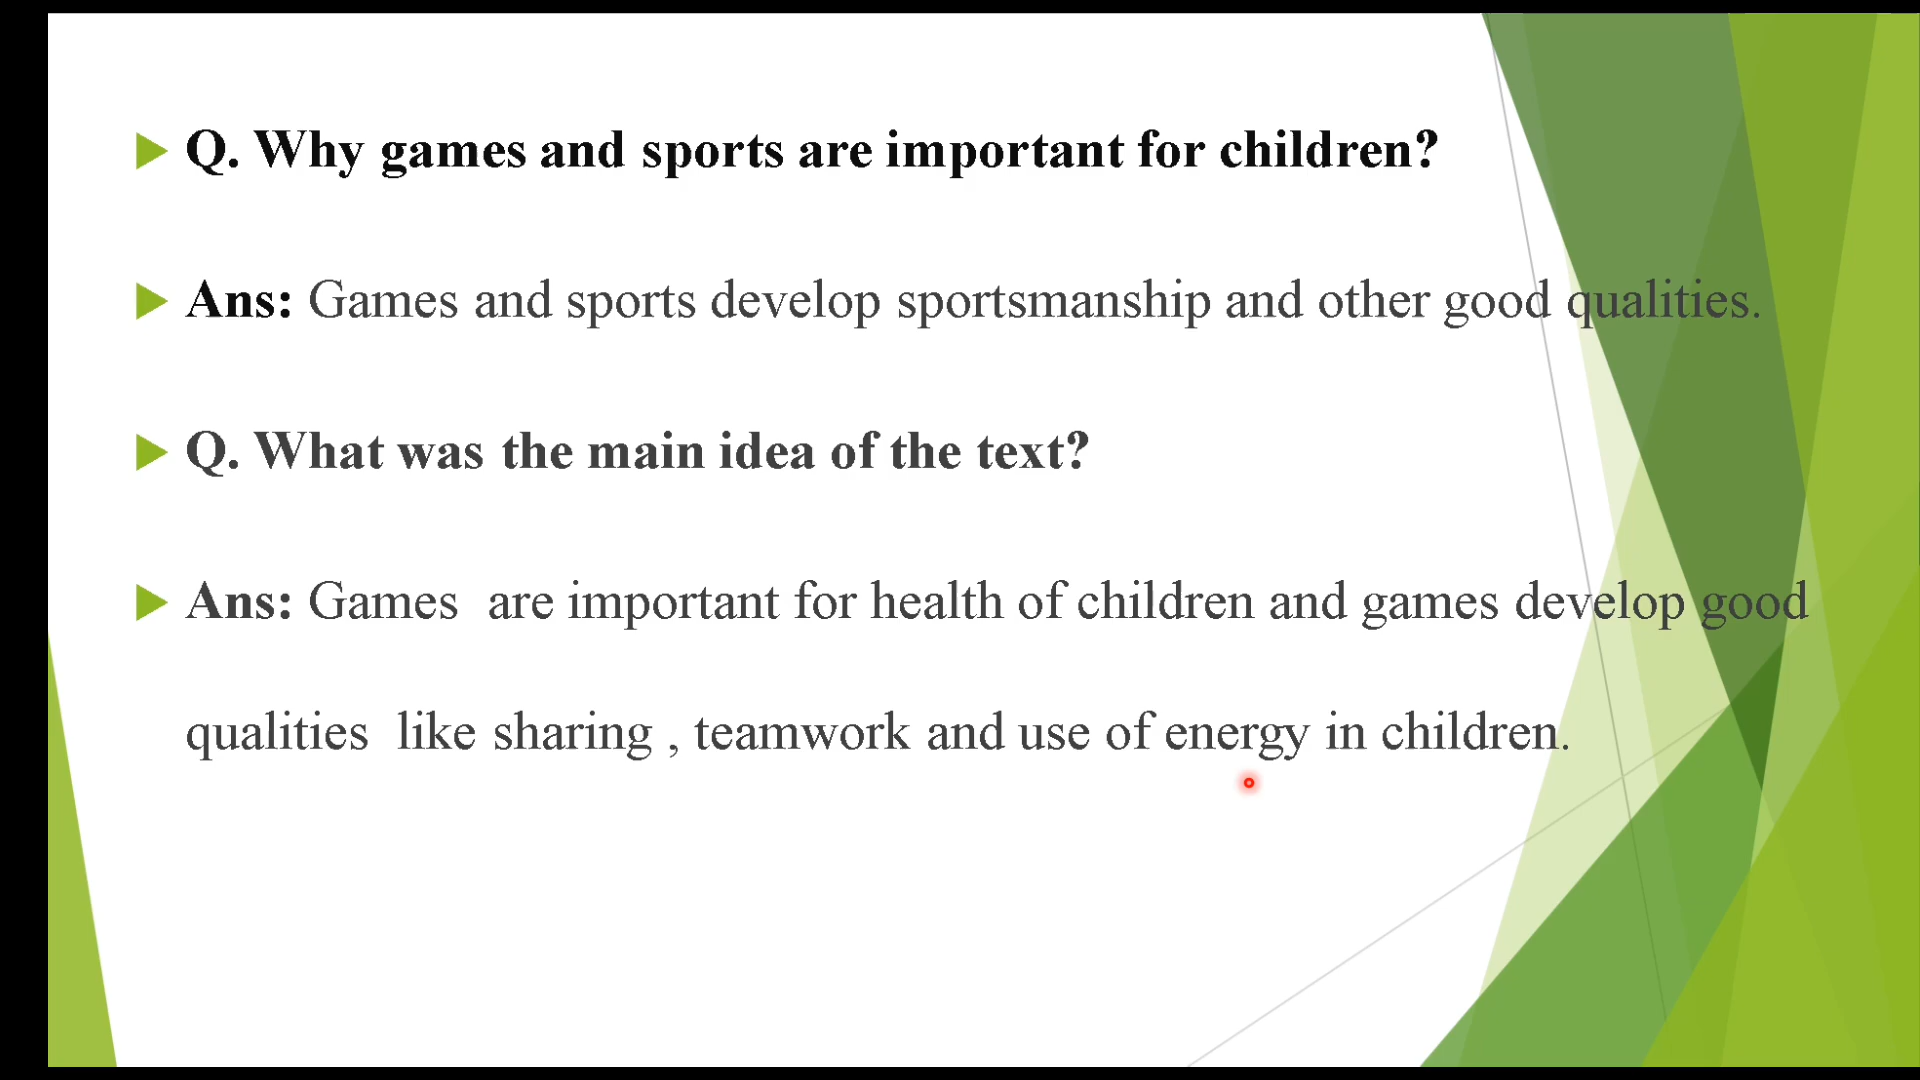 Q. Why games and sports are important for children?
Ans: Games and sports develop sportsmanship and other good qualities.
Q. What was the main idea of the text?
Ans: Games  are important for health of children and games develop good
qualities  like sharing , teamwork and use of energy in children.